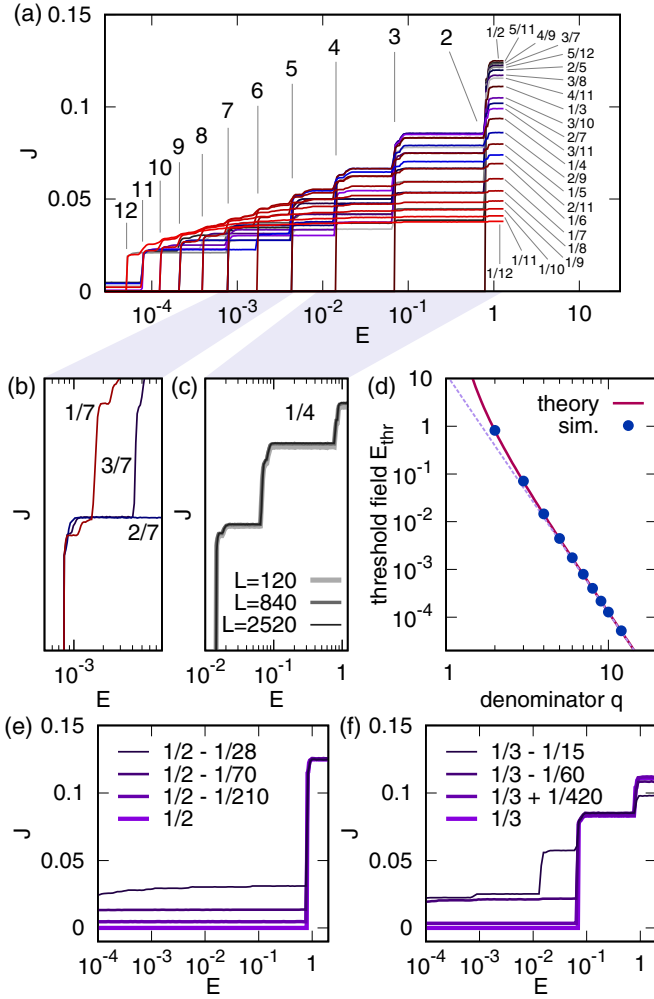 (a)
J
0.15
0.1
0.05
0
12
11
10
9
8
7
6
5
4
3
2
1/2
5/11
4/9
3/7
5/12
2/5
3/8
4/11
1/3
3/10
2/7
3/11
1/4
2/9
1/5
2/11
1/6
1/7
1/8
1/9
1/10
1/11
1/12
10⁻⁴ 10⁻³ 10⁻² 10⁻¹ 1 10
E
(b)
J
1/7
3/7
2/7
10⁻³
E
(c)
J
1/4
L=120
L=840
L=2520
10⁻² 10⁻¹ 1
E
(d)
threshold field E_thr
10
1
10⁻¹
10⁻²
10⁻³
10⁻⁴
theory
sim.
1 10
denominator q
(e)
J
0.15
0.1
0.05
0
1/2 - 1/28
1/2 - 1/70
1/2 - 1/210
1/2
10⁻⁴ 10⁻³ 10⁻² 10⁻¹ 1
E
(f)
J
0.15
0.1
0.05
0
1/3 - 1/15
1/3 - 1/60
1/3 + 1/420
1/3
10⁻⁴ 10⁻³ 10⁻² 10⁻¹ 1
E